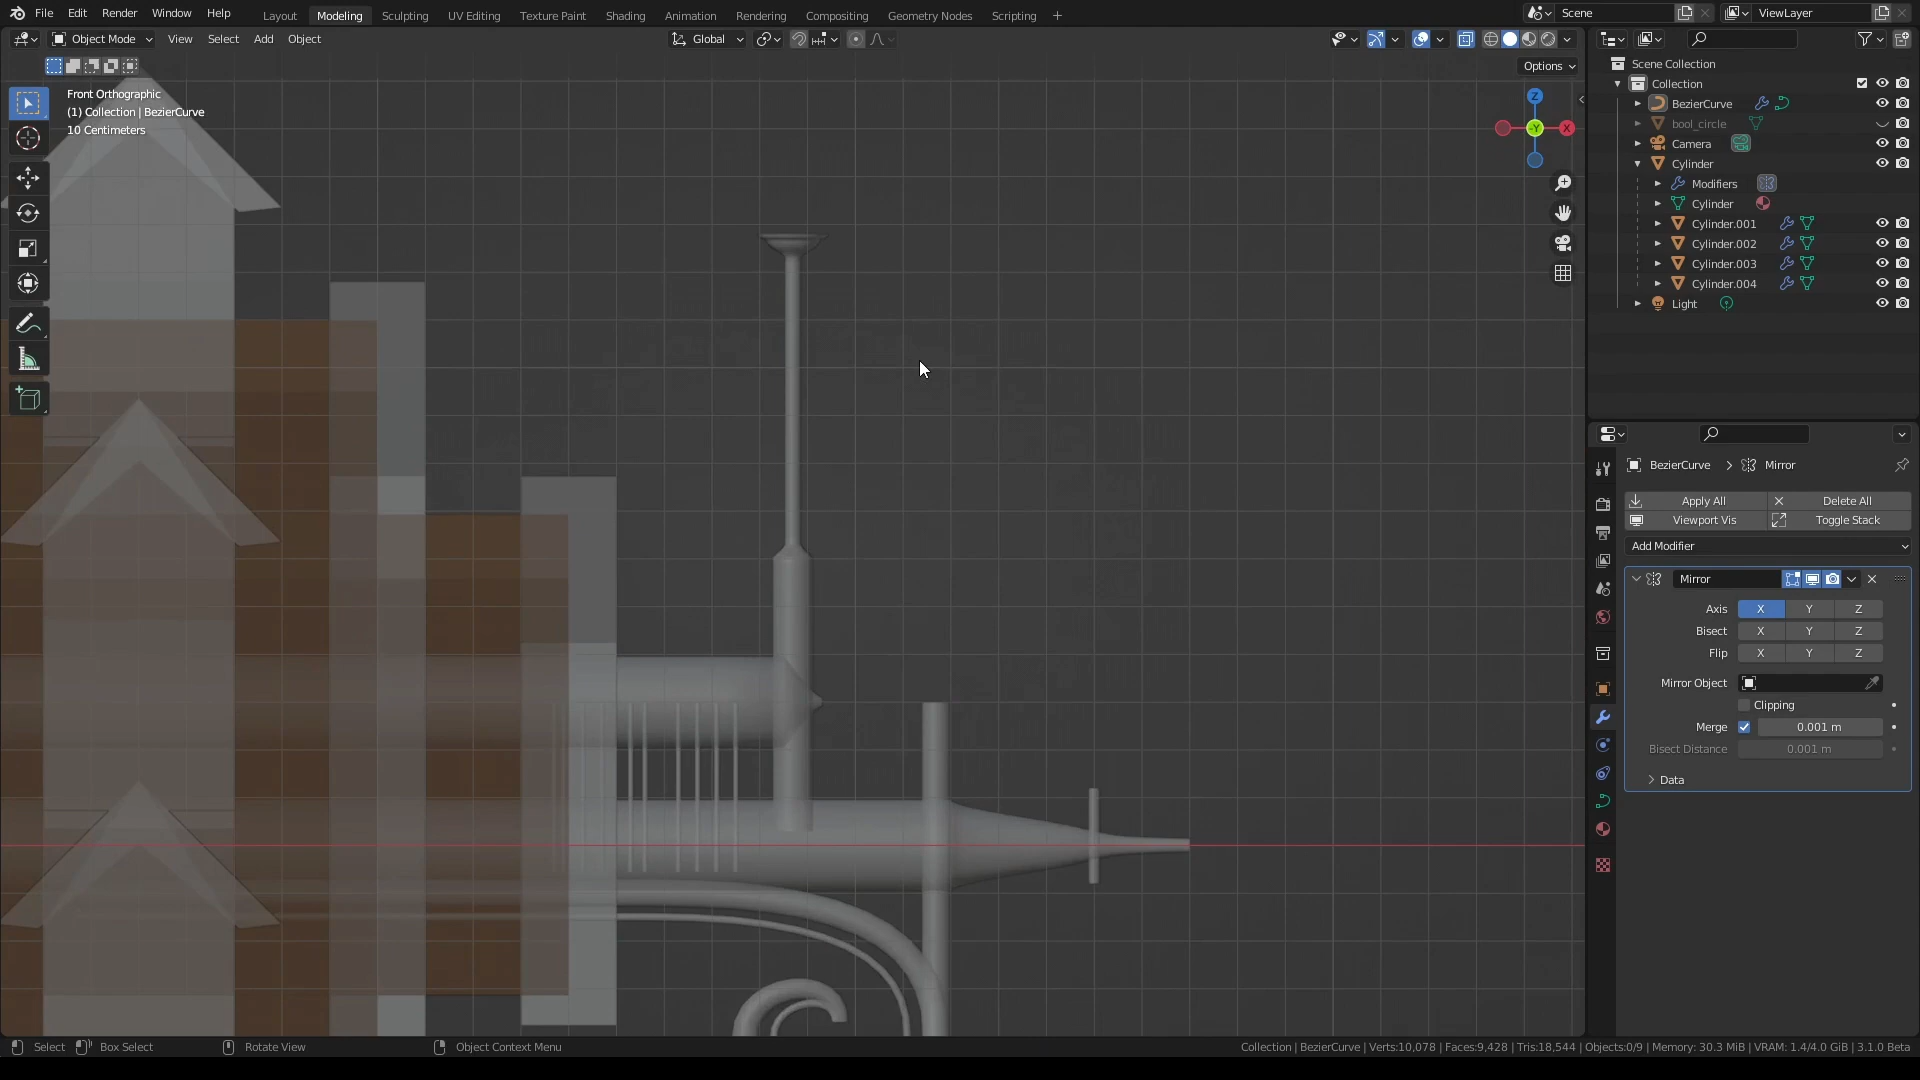 File Edit Render Window Help Layout Modeling Sculpting UV Editing Texture Paint Shading Animation Rendering Compositing Geometry Nodes Scripting + Scene ViewLayer
Object Mode View Select Add Object Global
Options
Front Orthographic
(1) Collection | BezierCurve
10 Centimeters
Z
-Y
X
Scene Collection
Collection
BezierCurve
bool_circle
Camera
Cylinder
Modifiers
Cylinder
Cylinder.001
Cylinder.002
Cylinder.003
Cylinder.004
Light
BezierCurve > Mirror
Apply All Delete All
Viewport Vis Toggle Stack
Add Modifier
Mirror
Axis X Y Z
Bisect X Y Z
Flip X Y Z
Mirror Object
Clipping
Merge 0.001 m
Bisect Distance 0.001 m
Data
Select Box Select Rotate View Object Context Menu Collection | BezierCurve | Verts:10,078 | Faces:9,428 | Tris:18,544 | Objects:0/9 | Memory: 30.3 MiB | VRAM: 1.4/4.0 GiB | 3.1.0 Beta